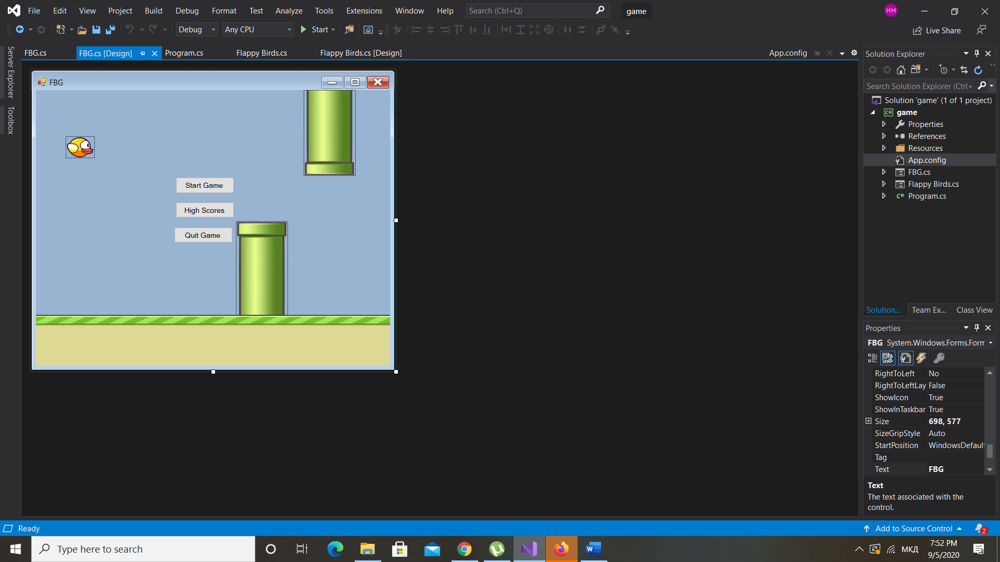 File Edit View Project Build Debug Format Test Analyze Tools Extensions Window Help Search (Ctrl+Q) game HH
Debug Any CPU Start Live Share
Server Explorer
Toolbox
FBG.cs FBG.cs [Design] Program.cs Flappy Birds.cs Flappy Birds.cs [Design] App.config
FBG
Start Game
High Scores
Quit Game
Solution Explorer
Search Solution Explorer (Ctrl+
Solution 'game' (1 of 1 project)
C# game
Properties
References
Resources
App.config
FBG.cs
Flappy Birds.cs
C# Program.cs
Solution... Team Ex... Class View
Properties
FBG System.Windows.Forms.Form
RightToLeft No
RightToLeftLay False
ShowIcon True
ShowInTaskbar True
Size 698, 577
SizeGripStyle Auto
StartPosition WindowsDefault
Tag
Text FBG
Text
The text associated with the
control.
Ready Add to Source Control 2
Type here to search МКД 7:52 PM
9/5/2020